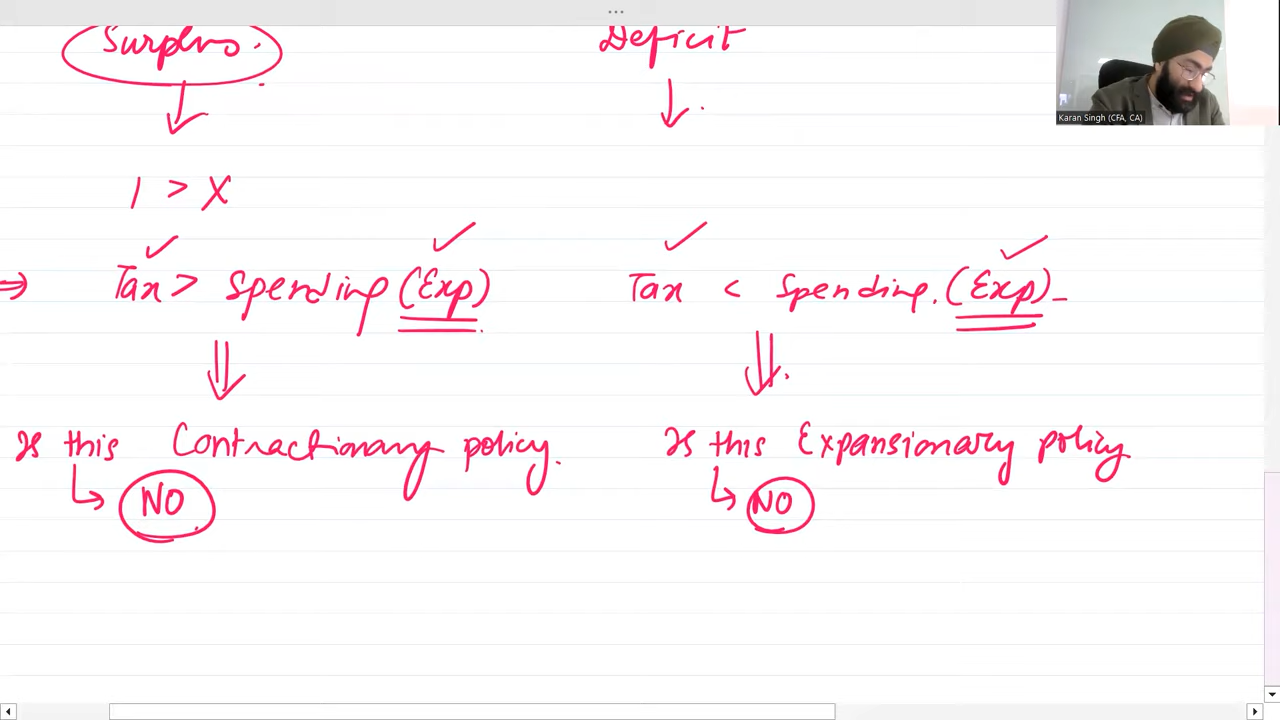 Surplus. Deficit
I > X
Tax > Spending (Exp) Tax < Spending. (Exp)
Is this Contractionary policy. Is this Expansionary policy
NO NO
Karan Singh (CFA, CA)